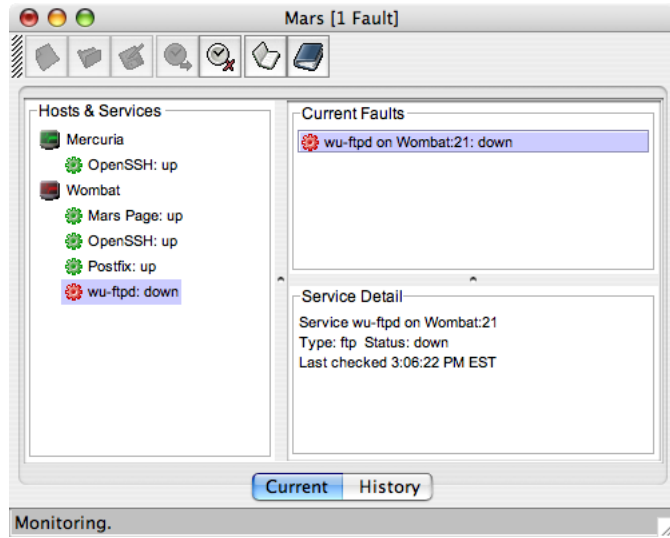 Mars [1 Fault]
Hosts & Services
Mercuria
OpenSSH: up
Wombat
Mars Page: up
OpenSSH: up
Postfix: up
wu-ftpd: down
Current Faults
wu-ftpd on Wombat:21: down
Service Detail
Service wu-ftpd on Wombat:21
Type: ftp Status: down
Last checked 3:06:22 PM EST
Current
History
Monitoring.